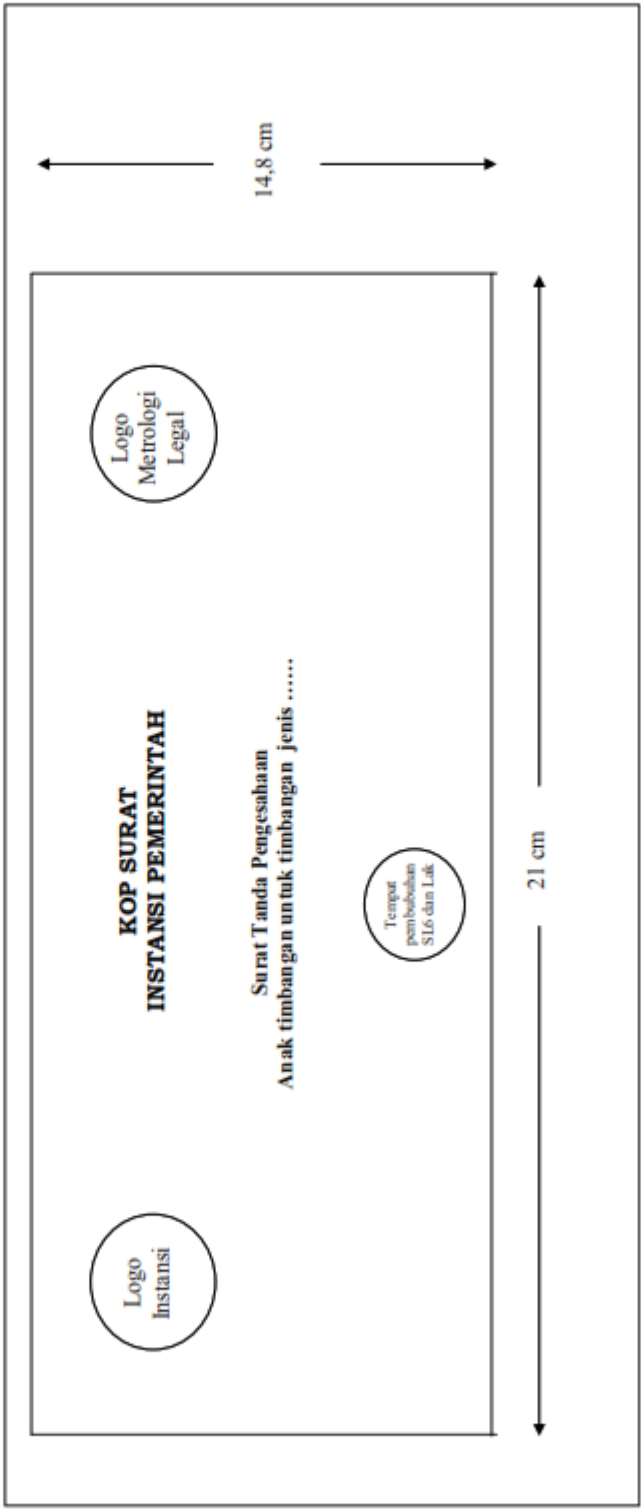 KOP SURAT
INSTANSI PEMERINTAH
Logo
Instansi
Logo
Metrologi
Legal
Surat Tanda Pengesahaan
Anak timbangan untuk timbangan jenis ......
Tempat
pembubuhan
SL6 dan Lak
14,8 cm
21 cm